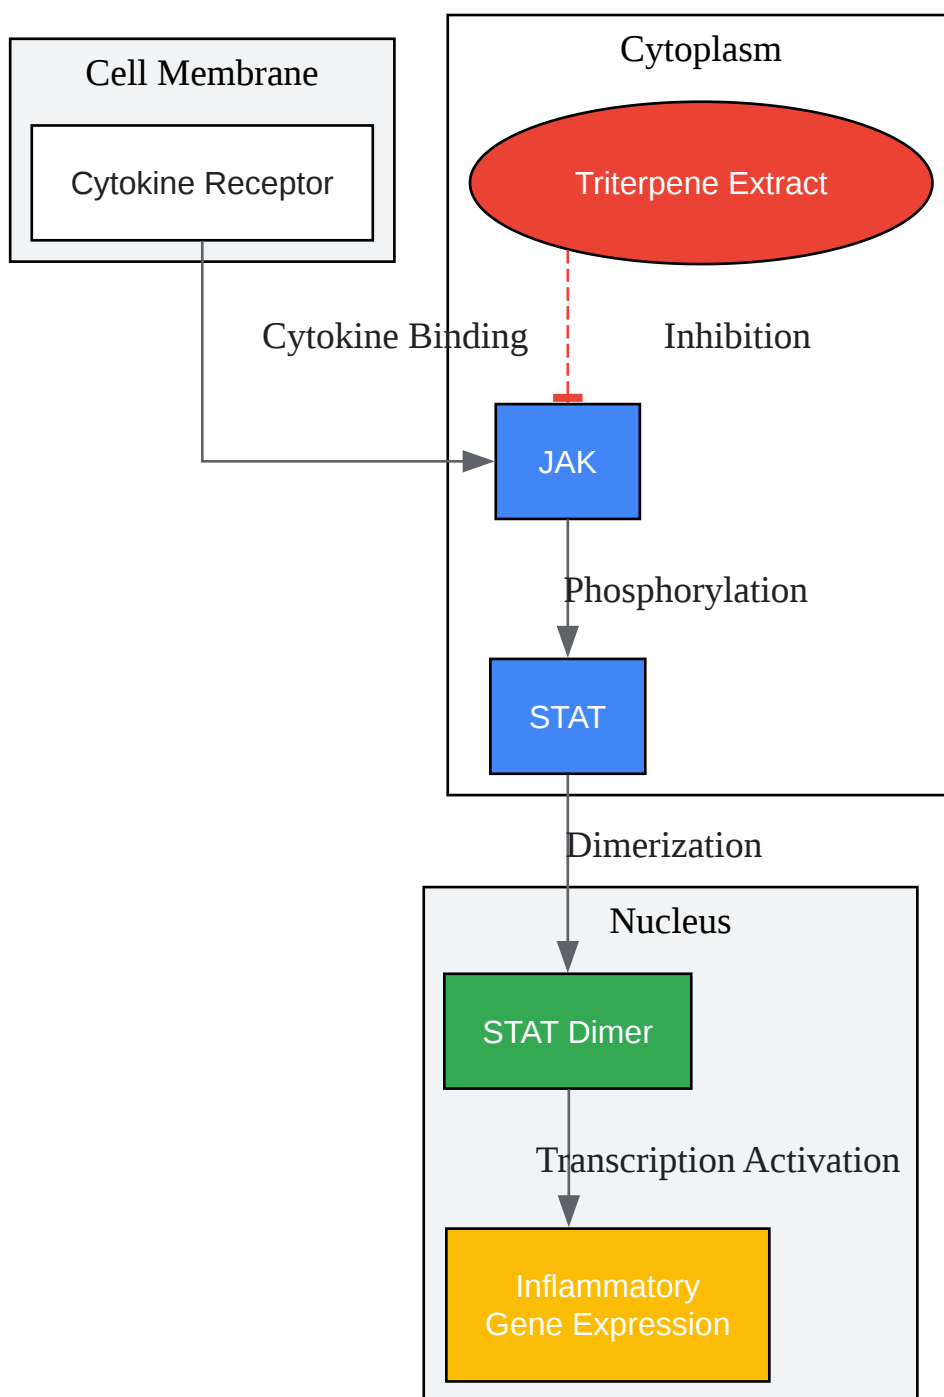 Cytoplasm
Cell Membrane
Cytokine Receptor
Triterpene Extract
Cytokine Binding
Inhibition
JAK
Phosphorylation
STAT
Dimerization
Nucleus
STAT Dimer
Transcription Activation
Inflammatory
Gene Expression